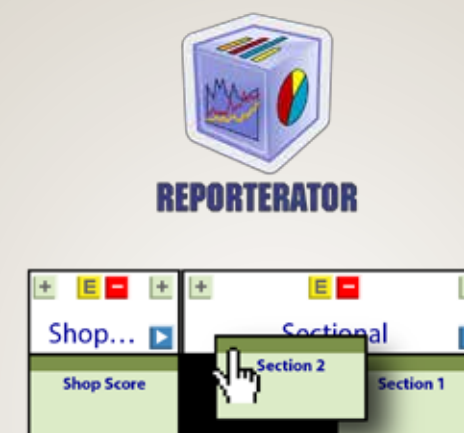 REPORTERATOR
+ E − + + E −
Shop... Sectional
Shop Score
Section 2
Section 1